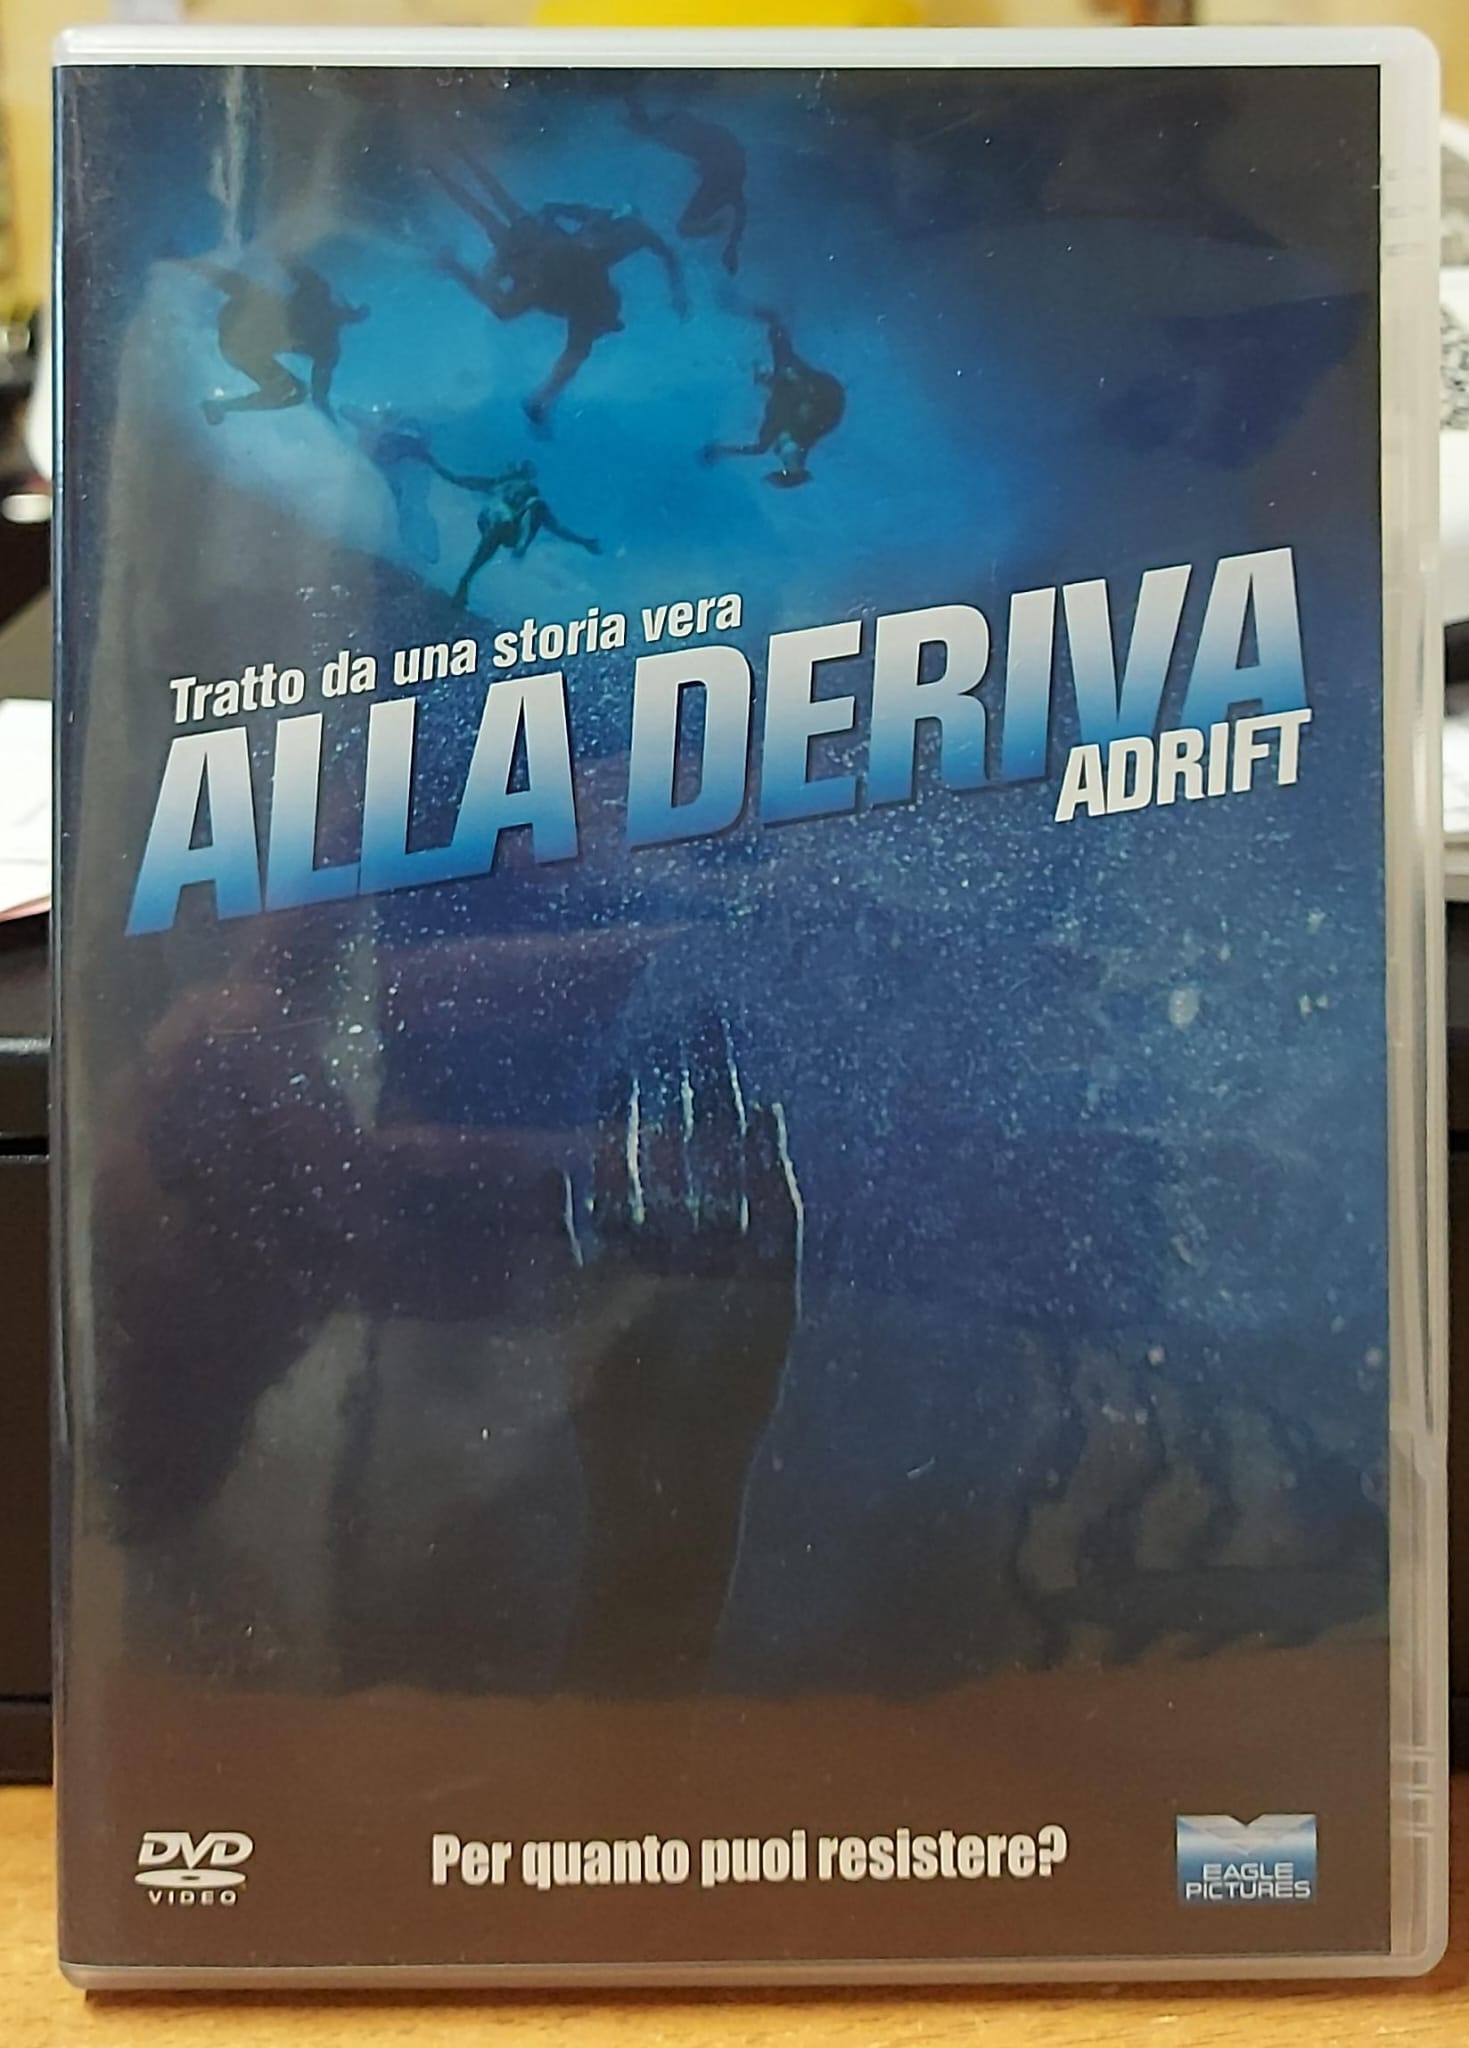 Tratto da una storia vera
ALLA DERIVA
ADRIFT
DVD
VIDEO
Per quanto puoi resistere?
EAGLE
PICTURES